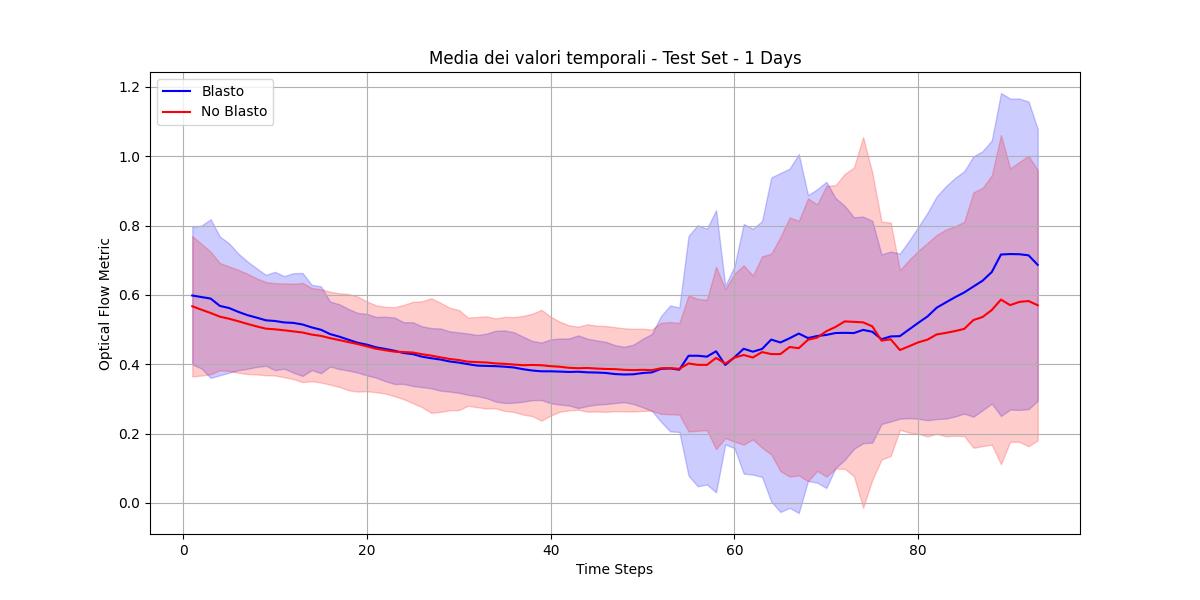 Media dei valori temporali - Test Set - 1 Days
Blasto
No Blasto
1.2
1.0
0.8
0.6
0.4
0.2
0.0
Optical Flow Metric
0 20 40 60 80
Time Steps